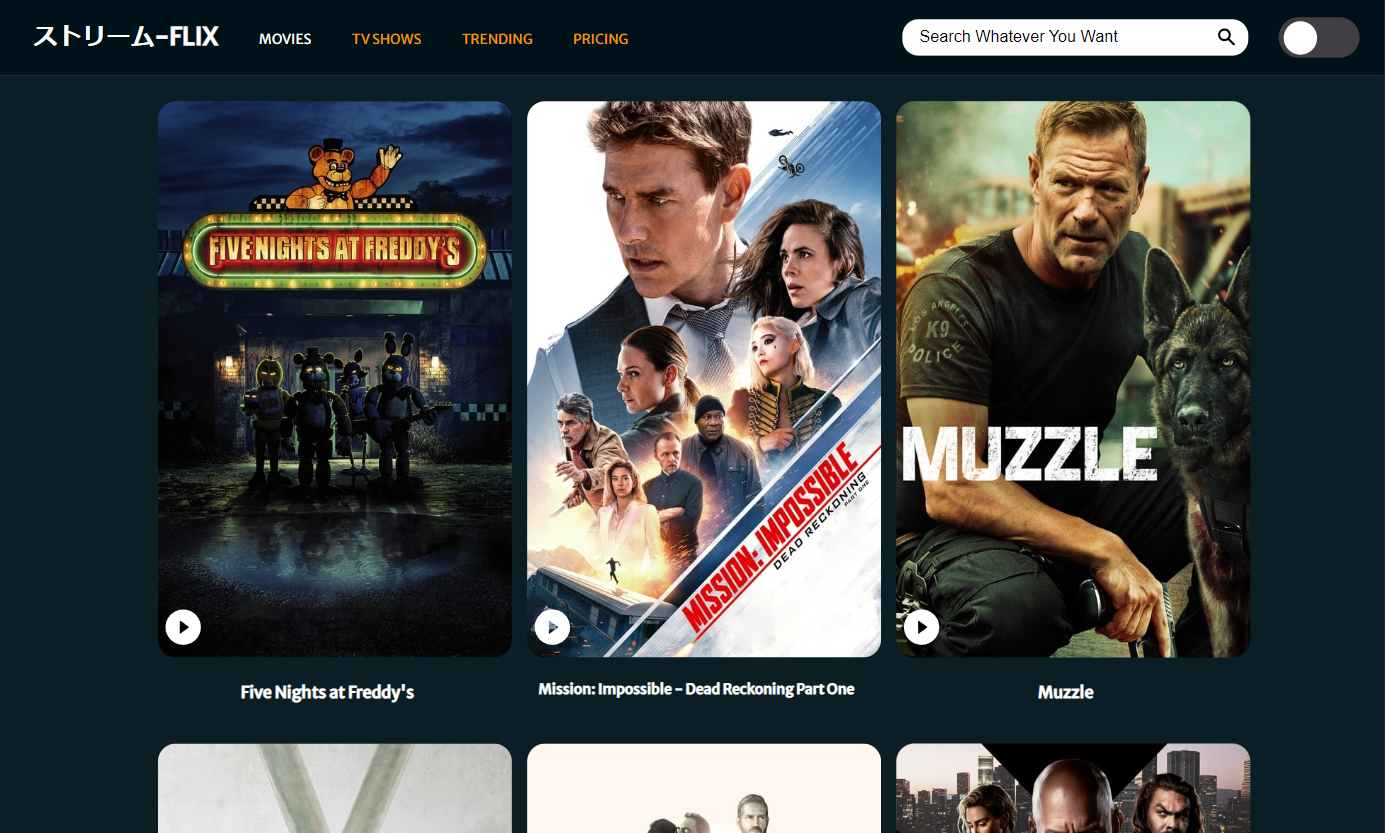 ストリーム-FLIX
MOVIES
TV SHOWS
TRENDING
PRICING
Search Whatever You Want
FIVE NIGHTS AT FREDDY'S
MISSION: IMPOSSIBLE
DEAD RECKONING
PART ONE
LOS ANGELES
K9
POLICE
MUZZLE
Five Nights at Freddy's
Mission: Impossible - Dead Reckoning Part One
Muzzle